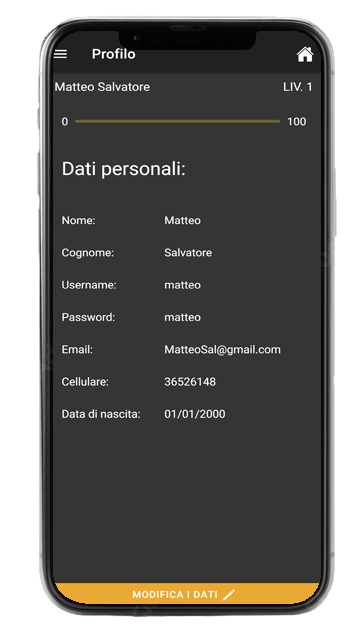 Profilo
Matteo Salvatore LIV. 1
0 100
Dati personali:
Nome: Matteo
Cognome: Salvatore
Username: matteo
Password: matteo
Email: MatteoSal@gmail.com
Cellulare: 36526148
Data di nascita: 01/01/2000
MODIFICA I DATI